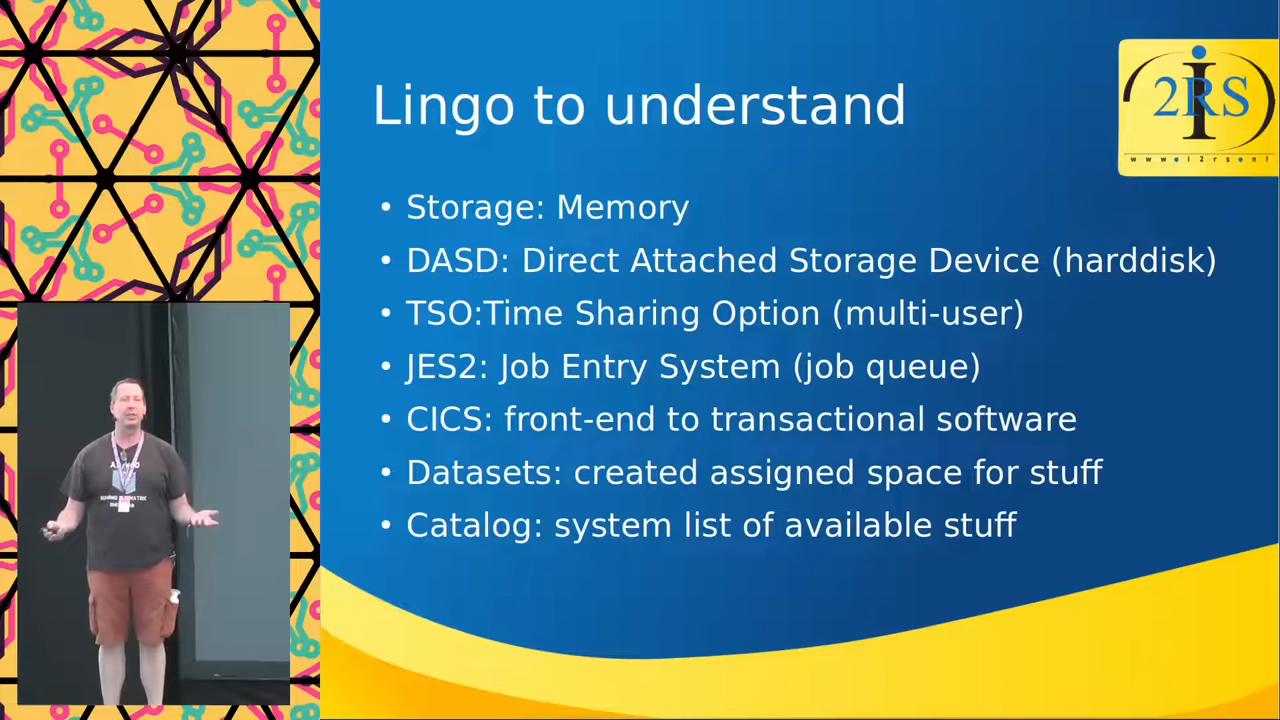 Lingo to understand
i
2RS
www.i2rs.nl
• Storage: Memory
• DASD: Direct Attached Storage Device (harddisk)
• TSO:Time Sharing Option (multi-user)
• JES2: Job Entry System (job queue)
• CICS: front-end to transactional software
• Datasets: created assigned space for stuff
• Catalog: system list of available stuff